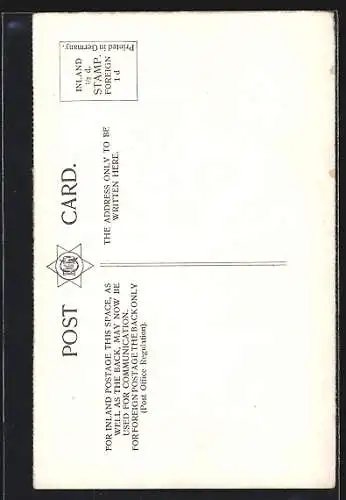 POST CARD.
FOR INLAND POSTAGE THIS SPACE, AS
WELL AS THE BACK, MAY NOW BE
USED FOR COMMUNICATION.
FOR FOREIGN POSTAGE THE BACK ONLY
(Post Office Regulation).
THE ADDRESS ONLY TO BE
WRITTEN HERE.
INLAND
½ d.
STAMP.
FOREIGN
1 d
Printed in Germany.